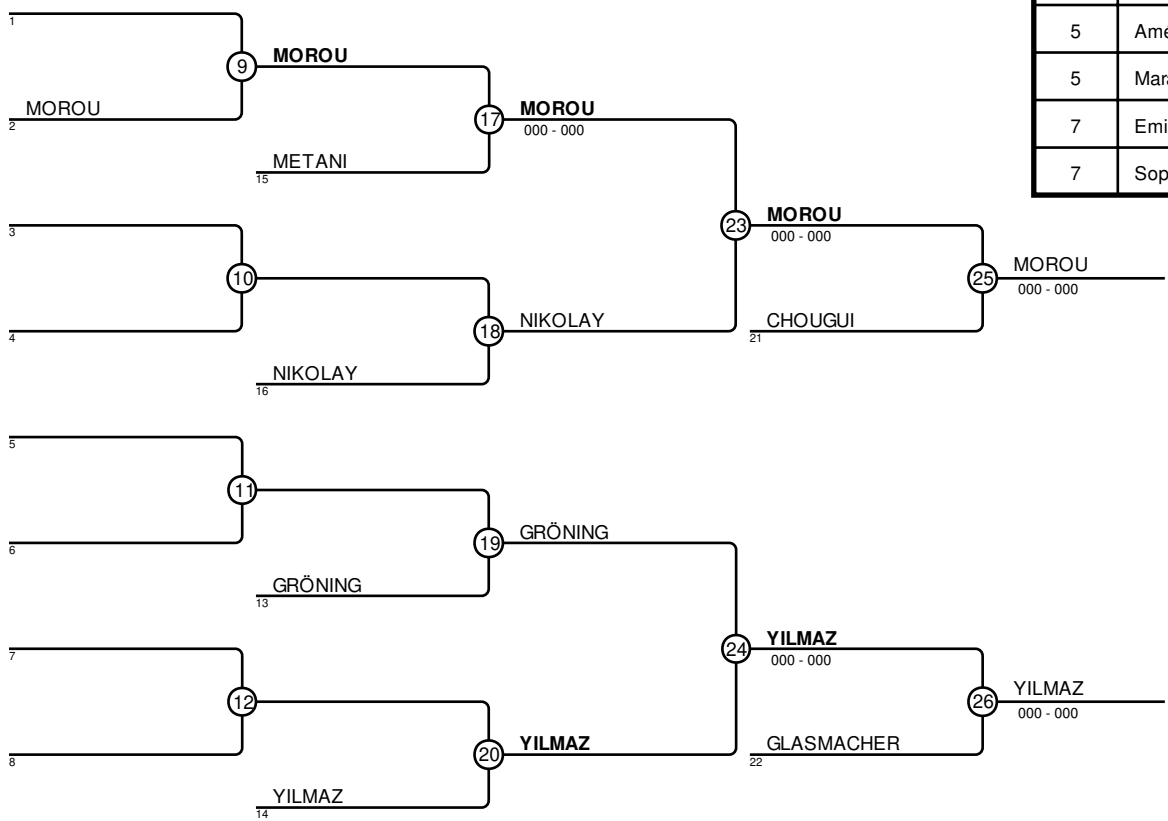 1
9 MOROU
2 MOROU
17 MOROU
000 - 000
15 METANI
3
23 MOROU
000 - 000
10
25 MOROU
000 - 000
4
18 NIKOLAY
21 CHOUGUI
16 NIKOLAY
5
11
6
19 GRÖNING
13 GRÖNING
7
24 YILMAZ
000 - 000
12
26 YILMAZ
000 - 000
8
20 YILMAZ
22 GLASMACHER
14 YILMAZ
5
5
7
7